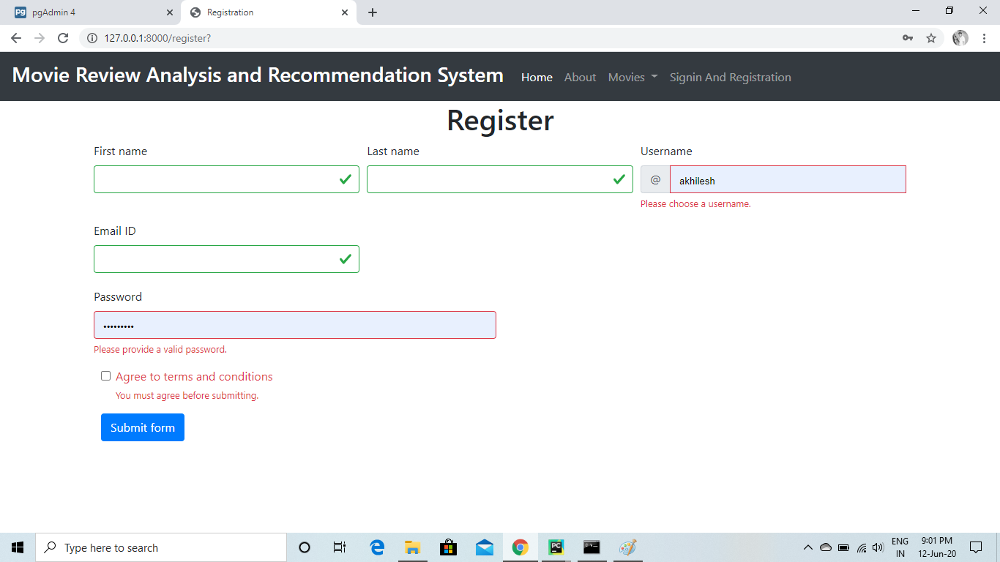 pgAdmin 4
Registration
127.0.0.1:8000/register?
Movie Review Analysis and Recommendation System Home About Movies Signin And Registration
Register
First name Last name Username
@ akhilesh
Please choose a username.
Email ID
Password
•••••••••
Please provide a valid password.
Agree to terms and conditions
You must agree before submitting.
Submit form
Type here to search
PC
ENG
IN
9:01 PM
12-Jun-20